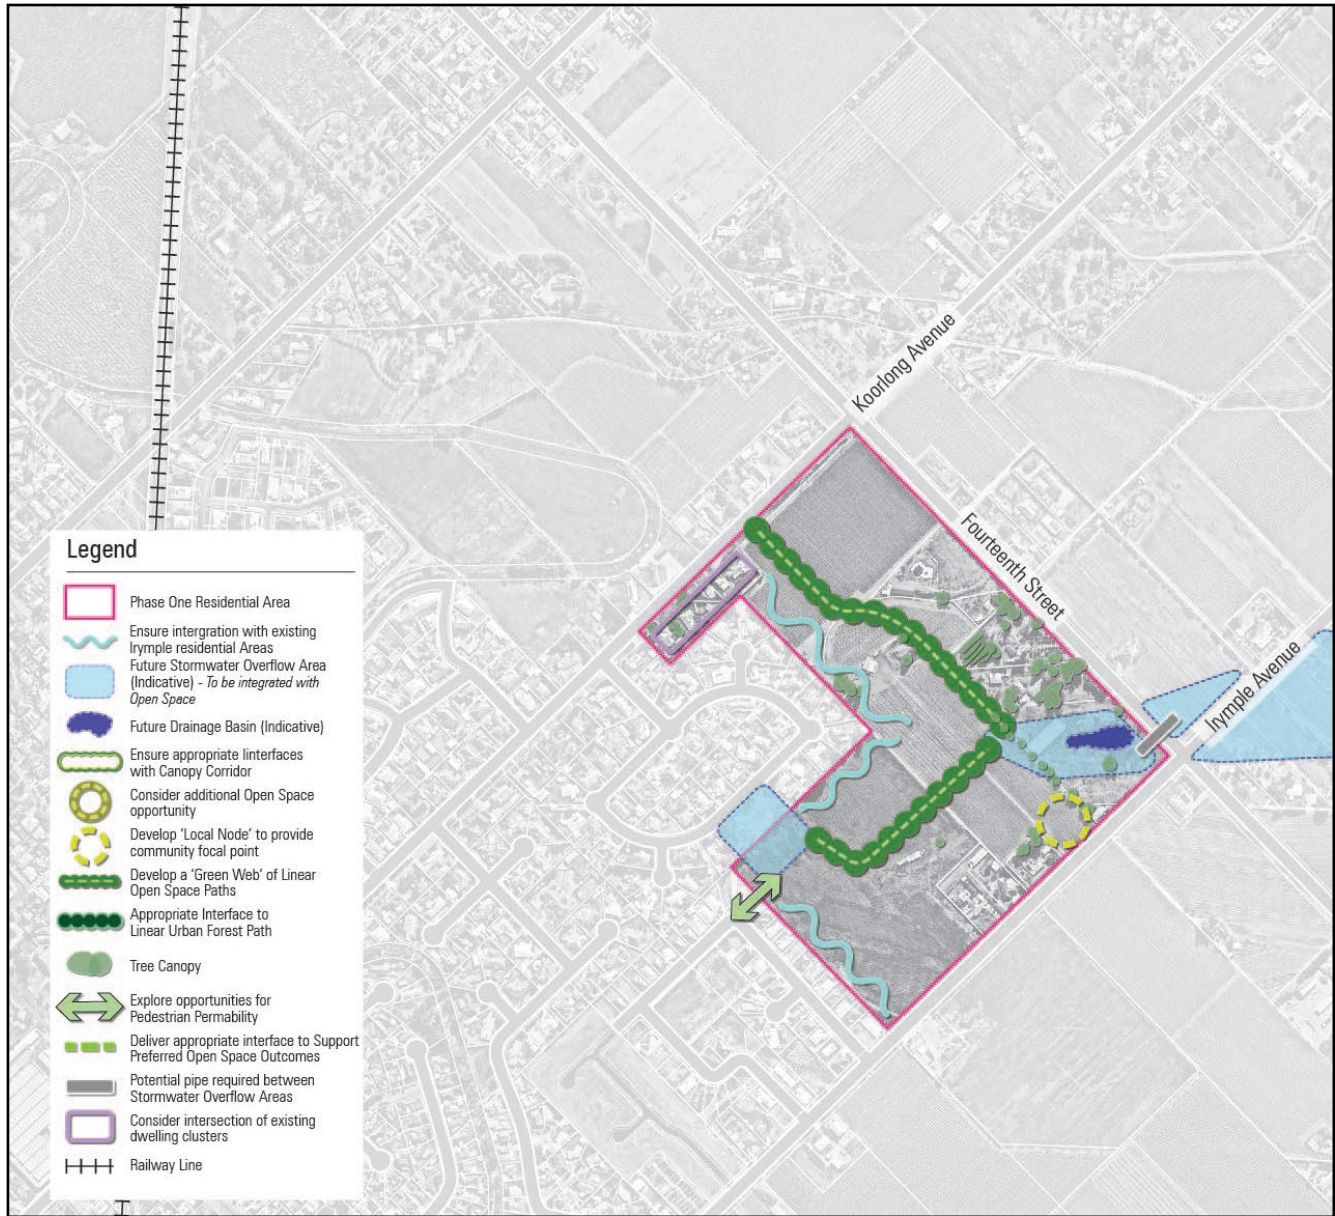 Koorlong Avenue
Fourteenth Street
Irymple Avenue
Legend
Phase One Residential Area
Ensure intergration with existing
Irymple residential Areas
Future Stormwater Overflow Area
(Indicative) - To be integrated with
Open Space
Future Drainage Basin (Indicative)
Ensure appropriate Iinterfaces
with Canopy Corridor
Consider additional Open Space
opportunity
Develop ‘Local Node’ to provide
community focal point
Develop a ‘Green Web’ of Linear
Open Space Paths
Appropriate Interface to
Linear Urban Forest Path
Tree Canopy
Explore opportunities for
Pedestrian Permability
Deliver appropriate interface to Support
Preferred Open Space Outcomes
Potential pipe required between
Stormwater Overflow Areas
Consider intersection of existing
dwelling clusters
Railway Line